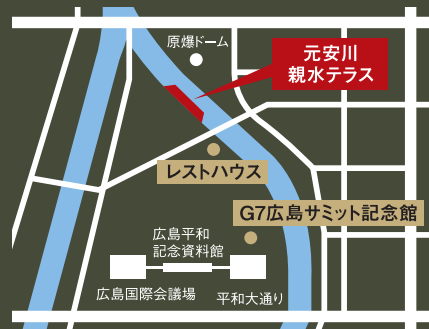 原爆ドーム
元安川
親水テラス
レストハウス
G7広島サミット記念館
広島平和
記念資料館
広島国際会議場
平和大通り